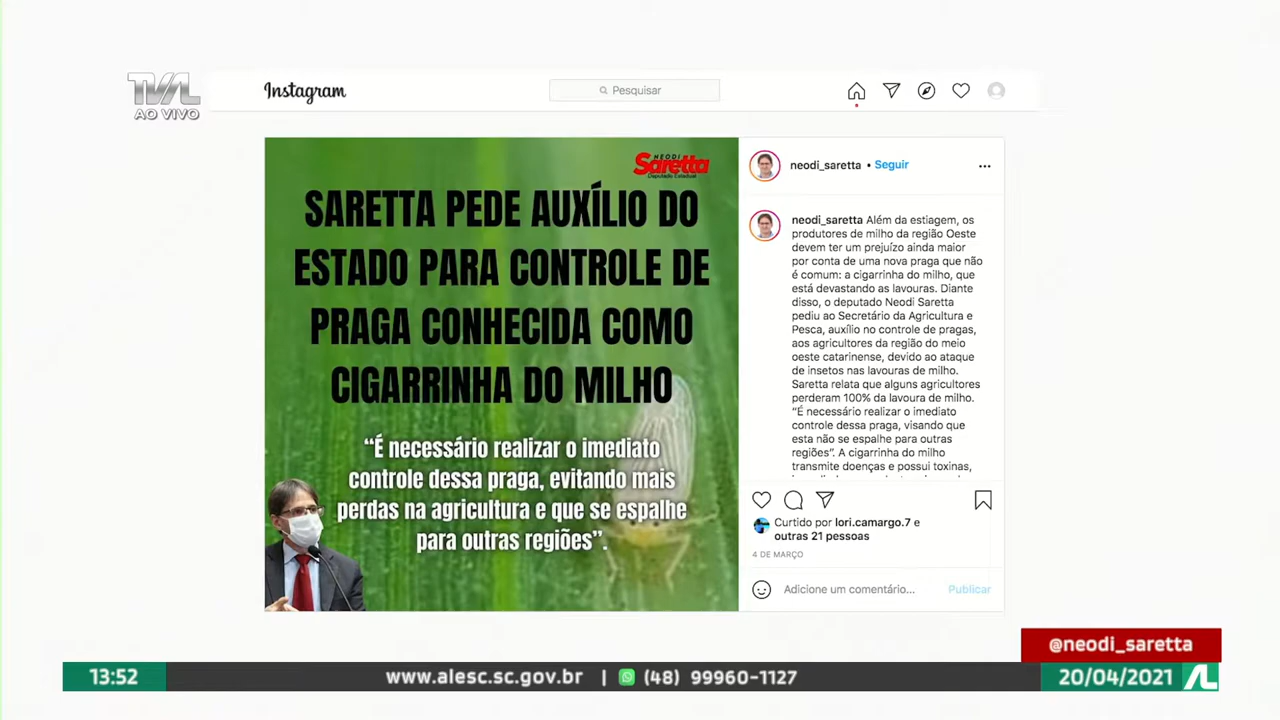 TVAL
AO VIVO
Instagram
Pesquisar
NEODI
Saretta
Deputado Estadual
SARETTA PEDE AUXÍLIO DO
ESTADO PARA CONTROLE DE
PRAGA CONHECIDA COMO
CIGARRINHA DO MILHO
“É necessário realizar o imediato
controle dessa praga, evitando mais
perdas na agricultura e que se espalhe
para outras regiões”.
neodi_saretta • Seguir
neodi_saretta Além da estiagem, os
produtores de milho da região Oeste
devem ter um prejuízo ainda maior
por conta de uma nova praga que não
é comum: a cigarrinha do milho, que
está devastando as lavouras. Diante
disso, o deputado Neodi Saretta
pediu ao Secretário da Agricultura e
Pesca, auxílio no controle de pragas,
aos agricultores da região do meio
oeste catarinense, devido ao ataque
de insetos nas lavouras de milho.
Saretta relata que alguns agricultores
perderam 100% da lavoura de milho.
“É necessário realizar o imediato
controle dessa praga, visando que
esta não se espalhe para outras
regiões”. A cigarrinha do milho
transmite doenças e possui toxinas,
Curtido por lori.camargo.7 e
outras 21 pessoas
4 DE MARÇO
Adicione um comentário...
Publicar
@neodi_saretta
13:52
www.alesc.sc.gov.br | (48) 99960-1127
20/04/2021